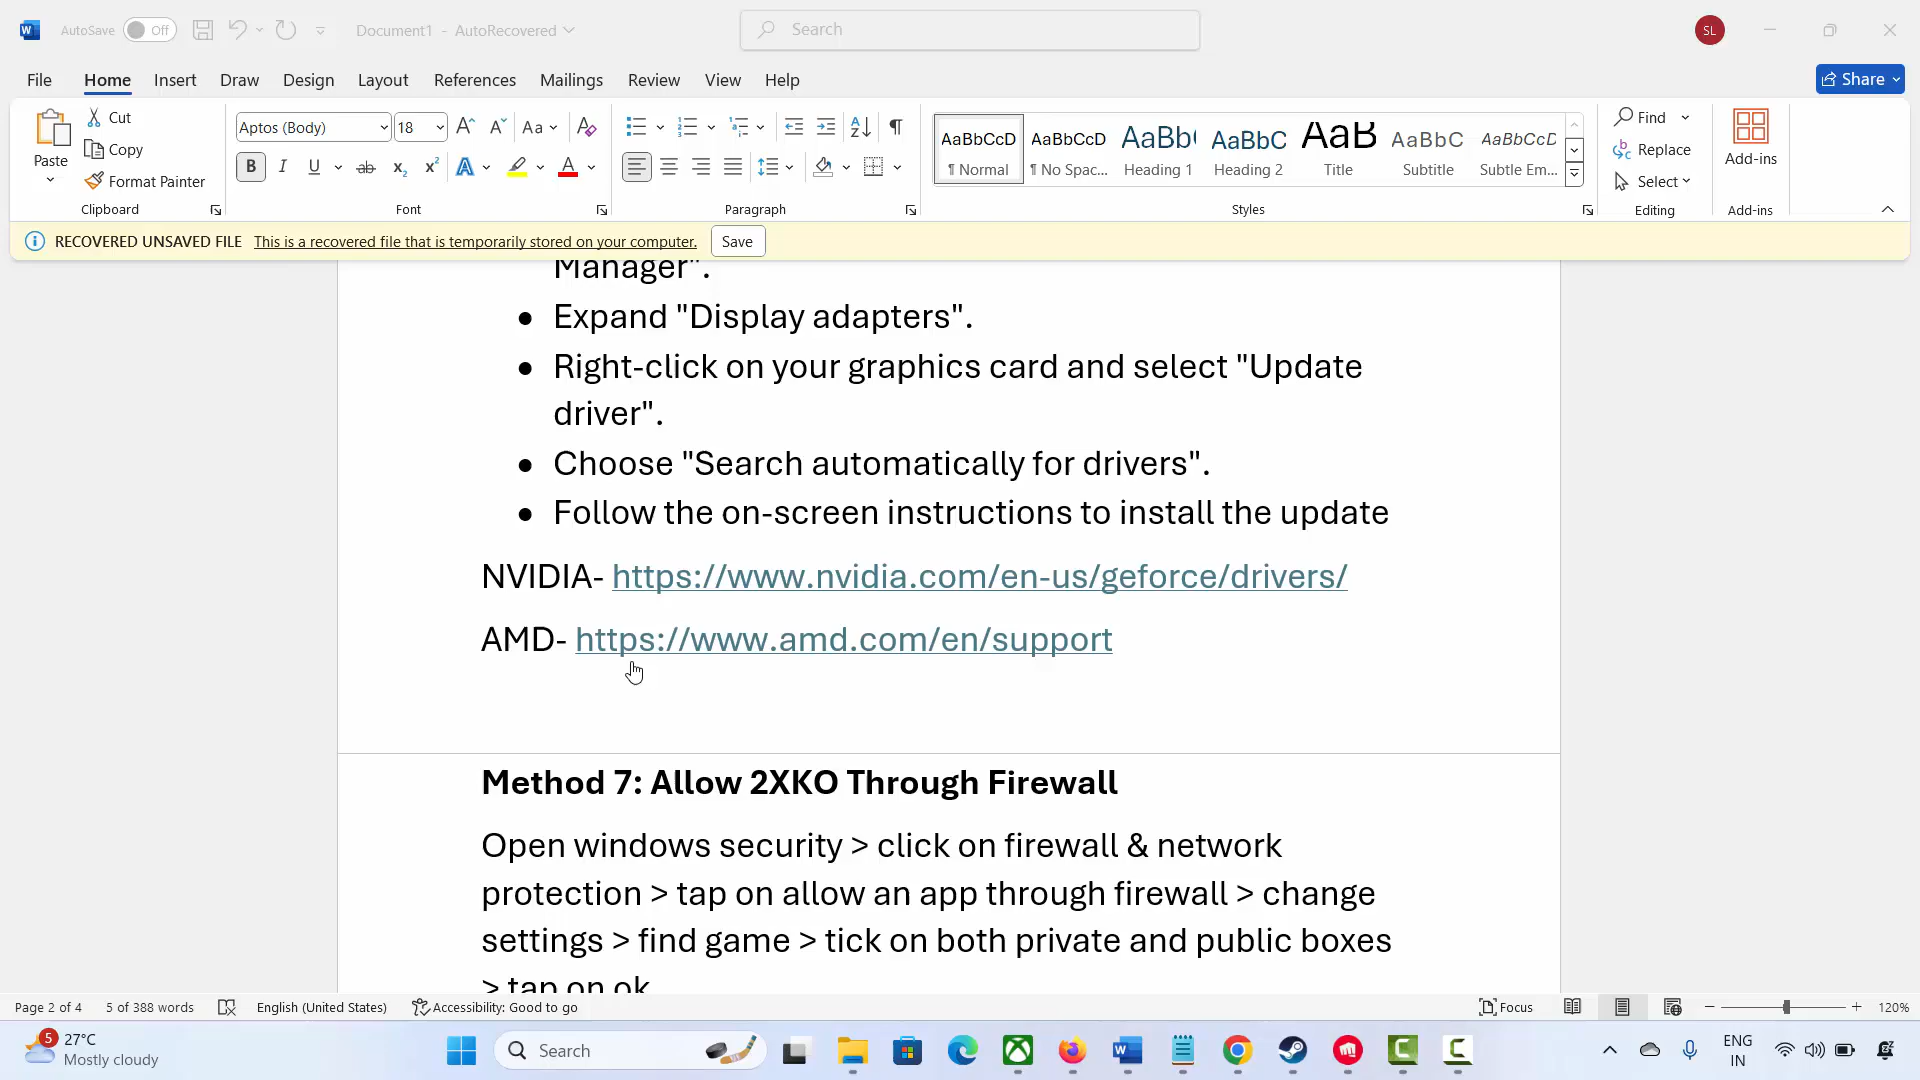 AutoSave Off Document1 - AutoRecovered Search SL
File Home Insert Draw Design Layout References Mailings Review View Help Share
Paste Cut Copy Format Painter Clipboard
Aptos (Body) 18 Aa Font
Paragraph
AaBbCcD ¶ Normal
AaBbCcD ¶ No Spac...
AaBb( Heading 1
AaBbC Heading 2
AaB Title
AaBbC Subtitle
AaBbCcD Subtle Em...
Styles
Find Replace Select Editing
Add-ins Add-ins
RECOVERED UNSAVED FILE This is a recovered file that is temporarily stored on your computer. Save
Manager".
● Expand "Display adapters".
● Right-click on your graphics card and select "Update
driver".
● Choose "Search automatically for drivers".
● Follow the on-screen instructions to install the update
NVIDIA- https://www.nvidia.com/en-us/geforce/drivers/
AMD- https://www.amd.com/en/support
Method 7: Allow 2XKO Through Firewall
Open windows security > click on firewall & network
protection > tap on allow an app through firewall > change
settings > find game > tick on both private and public boxes
> tap on ok
Page 2 of 4 5 of 388 words English (United States) Accessibility: Good to go Focus 120%
5 27°C
Mostly cloudy
Search
ENG
IN